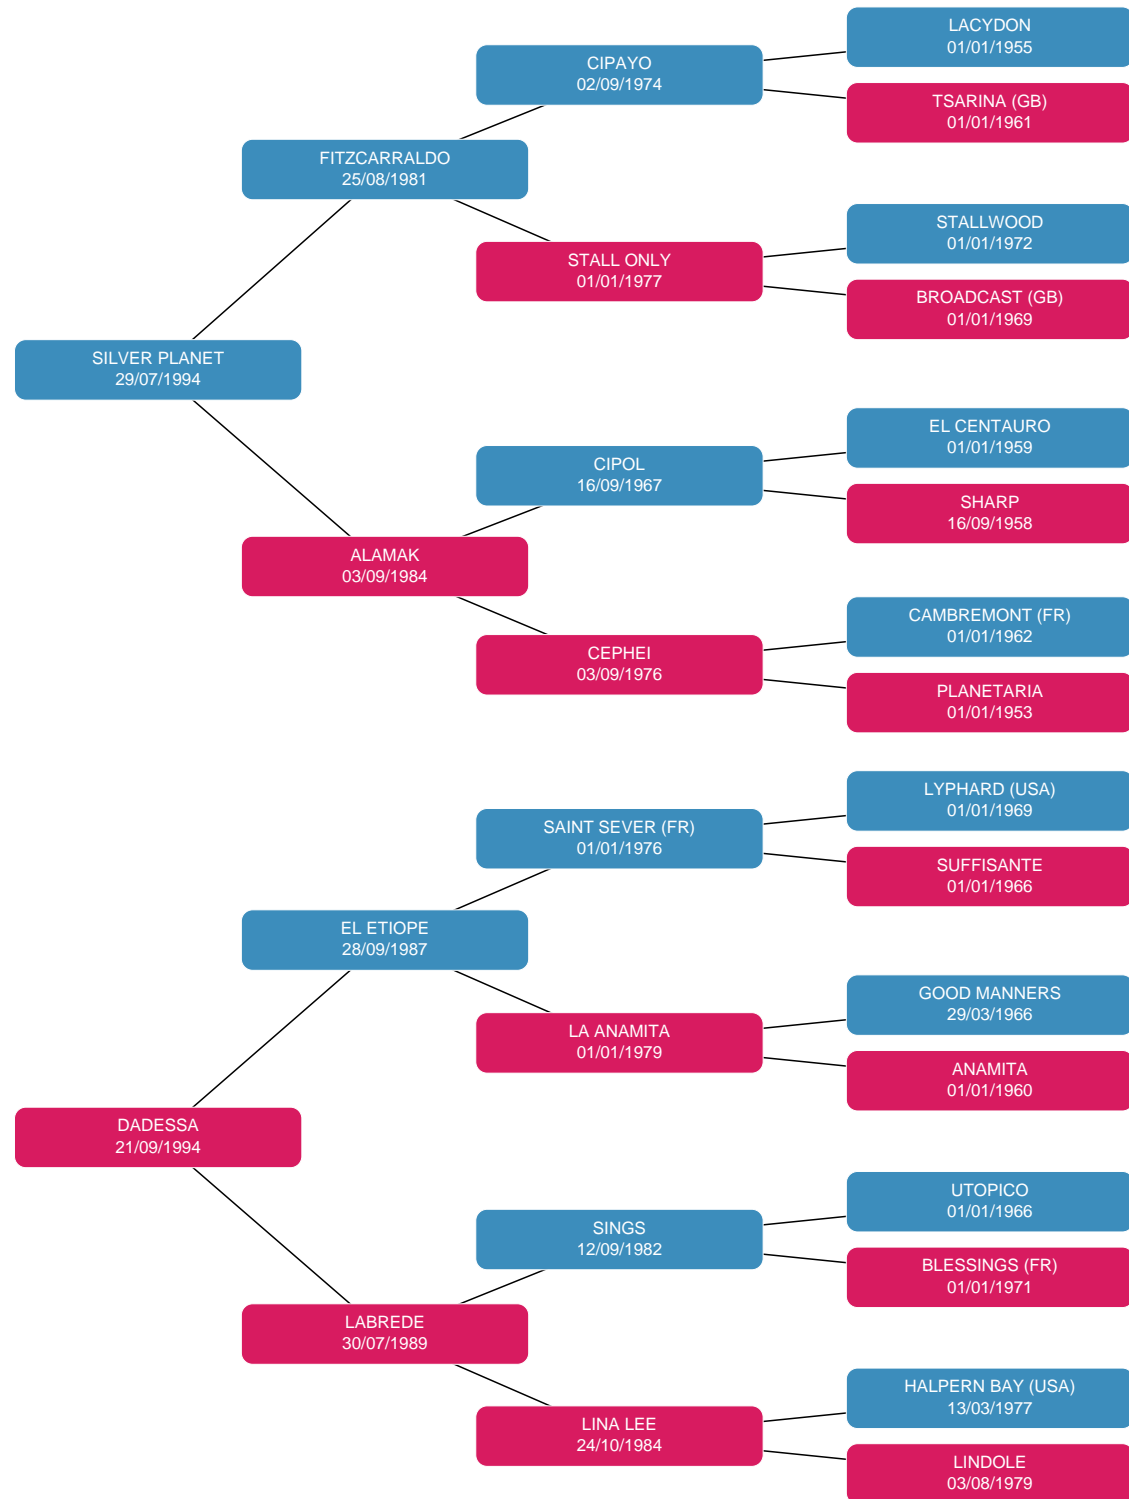 LACYDON
01/01/1955
CIPAYO
02/09/1974
TSARINA (GB)
01/01/1961
FITZCARRALDO
25/08/1981
STALLWOOD
01/01/1972
STALL ONLY
01/01/1977
BROADCAST (GB)
01/01/1969
SILVER PLANET
29/07/1994
EL CENTAURO
01/01/1959
CIPOL
16/09/1967
SHARP
16/09/1958
ALAMAK
03/09/1984
CAMBREMONT (FR)
01/01/1962
CEPHEI
03/09/1976
PLANETARIA
01/01/1953
LYPHARD (USA)
01/01/1969
SAINT SEVER (FR)
01/01/1976
SUFFISANTE
01/01/1966
EL ETIOPE
28/09/1987
GOOD MANNERS
29/03/1966
LA ANAMITA
01/01/1979
ANAMITA
01/01/1960
DADESSA
21/09/1994
UTOPICO
01/01/1966
SINGS
12/09/1982
BLESSINGS (FR)
01/01/1971
LABREDE
30/07/1989
HALPERN BAY (USA)
13/03/1977
LINA LEE
24/10/1984
LINDOLE
03/08/1979